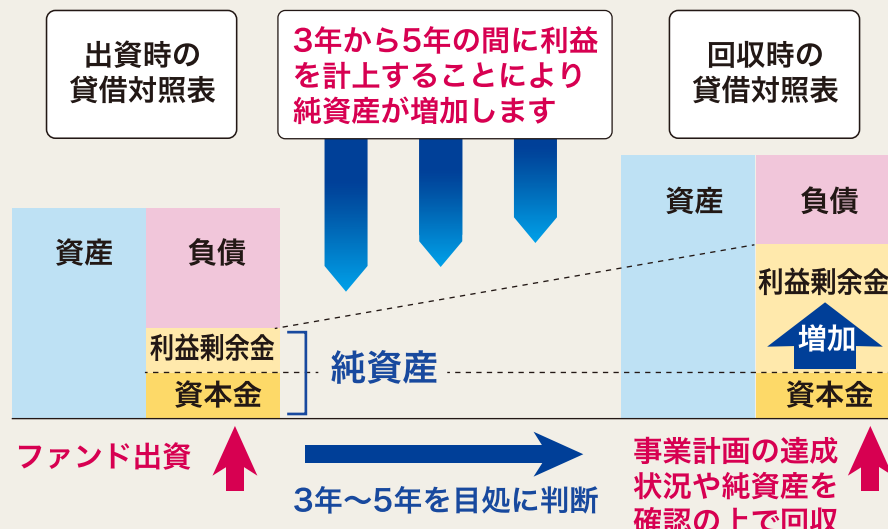 出資時の
貸借対照表
3年から5年の間に利益
を計上することにより
純資産が増加します
回収時の
貸借対照表
資産
負債
利益剰余金
資本金
純資産
資産
負債
利益剰余金
増加
資本金
ファンド出資
3年〜5年を目処に判断
事業計画の達成
状況や純資産を
確認の上で回収